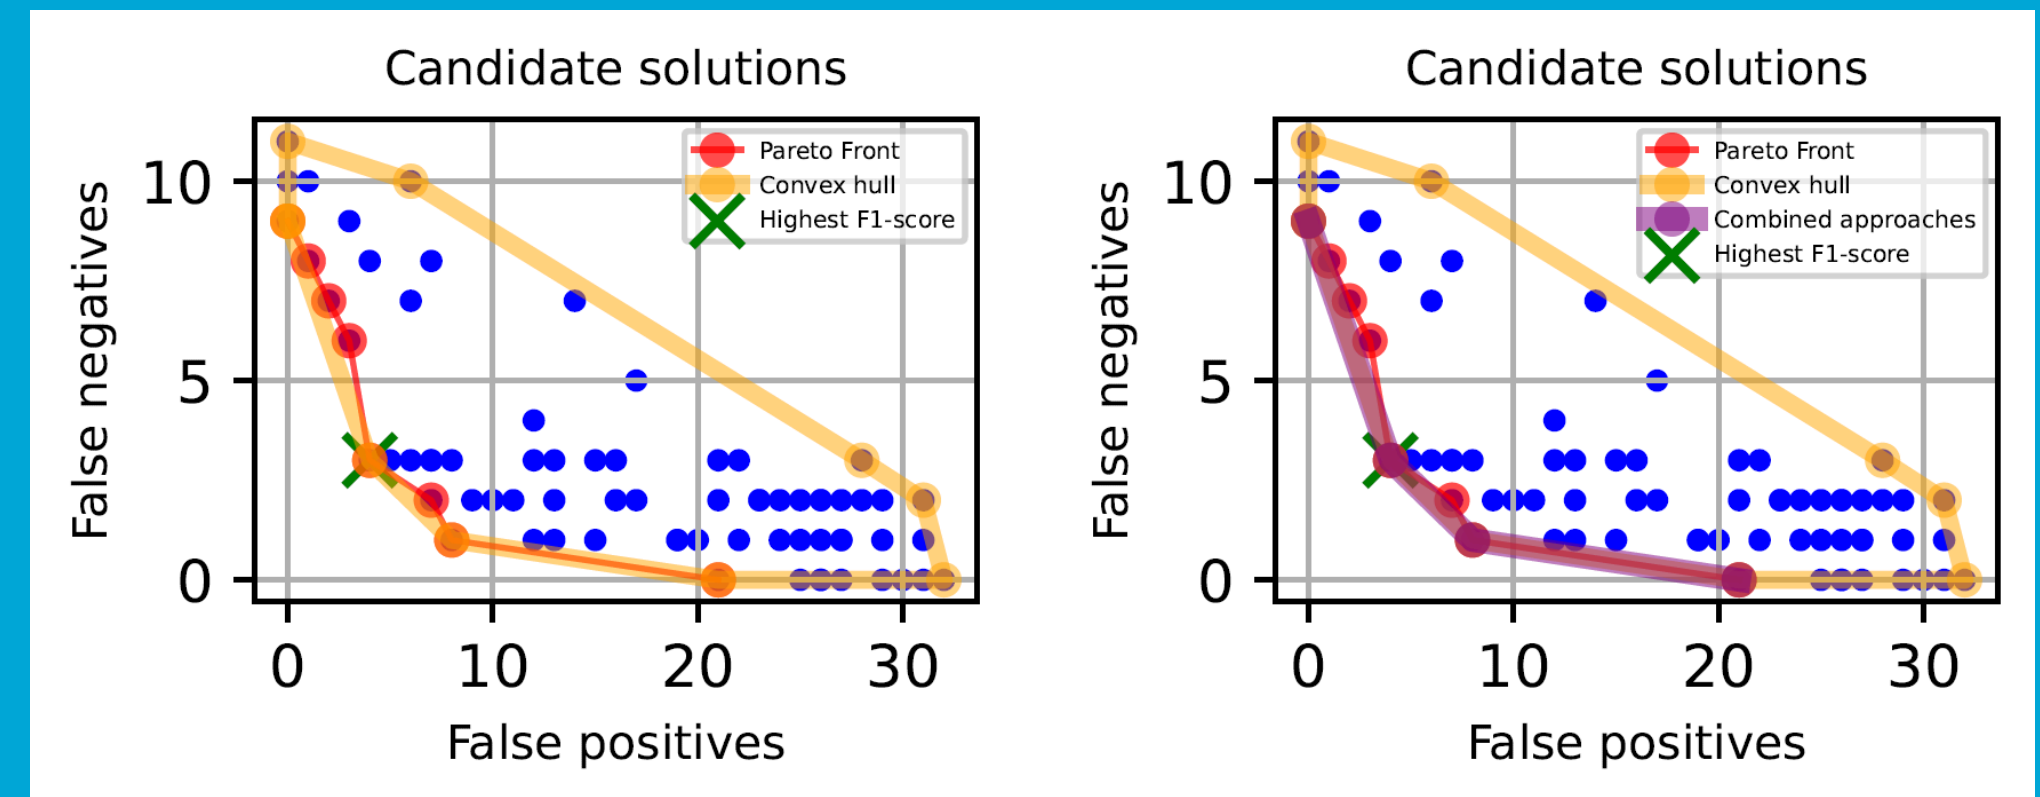 Candidate solutions
Pareto Front
Convex hull
Highest F1-score
10
5
0
False negatives
0 10 20 30
False positives
Candidate solutions
Pareto Front
Convex hull
Combined approaches
Highest F1-score
10
5
0
False negatives
0 10 20 30
False positives